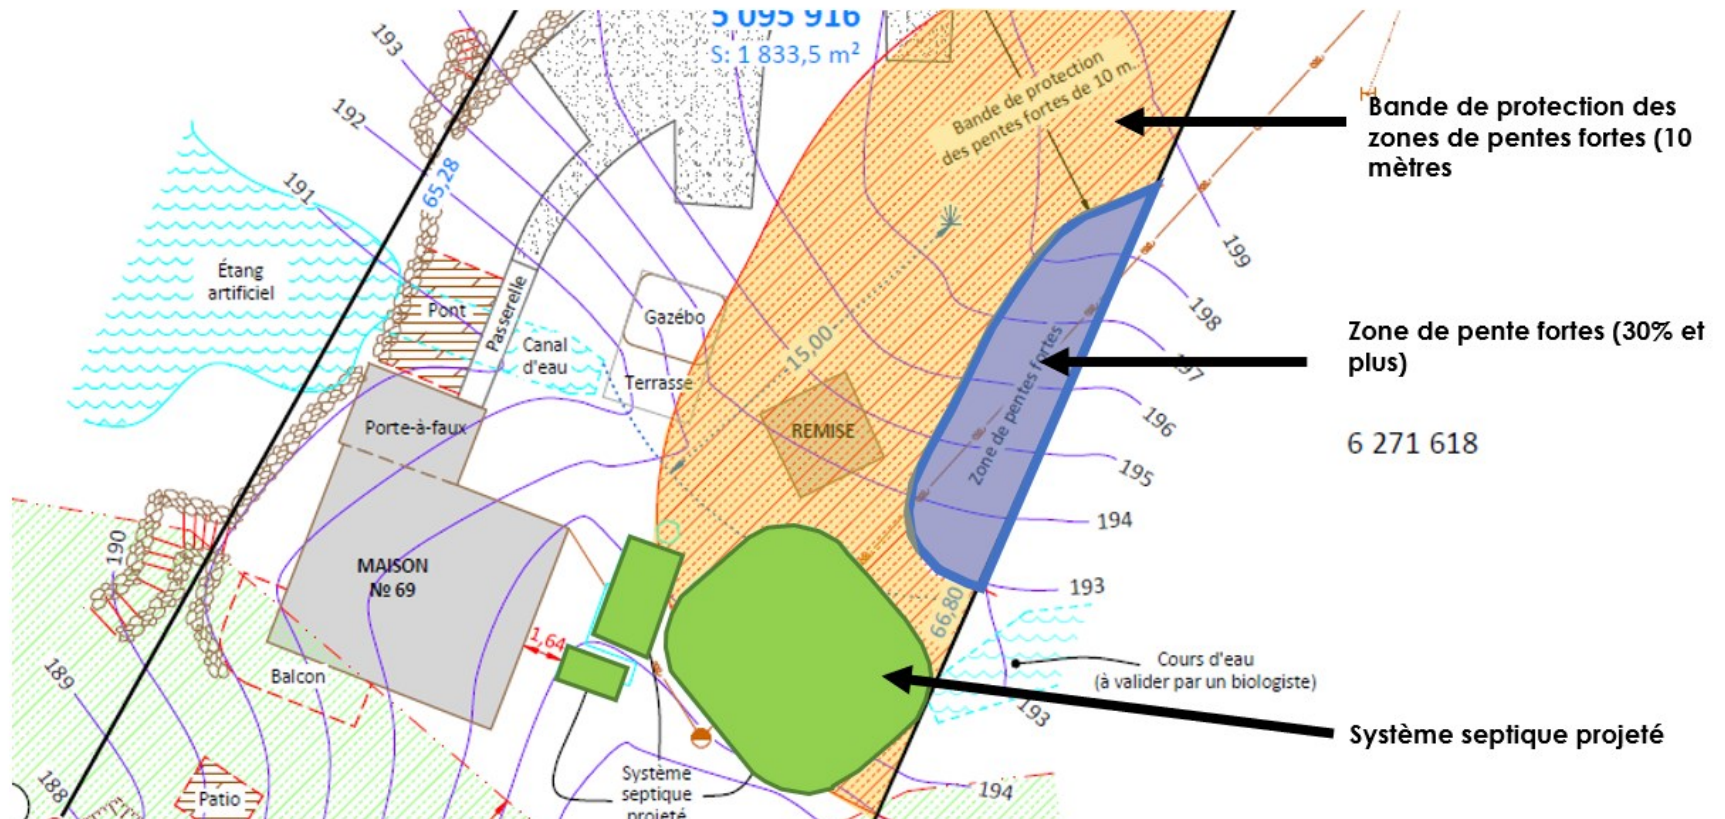 5 095 916
S: 1 833,5 m²
193
192
191
65,28
Bande de protection
des pentes fortes de 10 m.
Bande de protection des
zones de pentes fortes (10
mètres
199
198
197
196
195
194
193
Étang
artificiel
Pont
Passerelle
Canal
d'eau
Gazébo
Terrasse
15,00
REMISE
Zone de pentes fortes
Zone de pente fortes (30% et
plus)
6 271 618
Porte-à-faux
MAISON
№ 69
190
1,64
66,80
Balcon
189
188
Patio
Cours d'eau
(à valider par un biologiste)
193
Système septique projeté
Système
septique
projeté
194